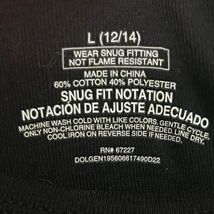 L (12/14)
WEAR SNUG FITTING
NOT FLAME RESISTANT
MADE IN CHINA
60% COTTON 40% POLYESTER
SNUG FIT NOTATION
NOTACIÓN DE AJUSTE ADECUADO
MACHINE WASH COLD WITH LIKE COLORS. GENTLE CYCLE.
ONLY NON-CHLORINE BLEACH WHEN NEEDED. LINE DRY.
COOL IRON ON REVERSE SIDE IF NEEDED.
RN# 67227
DOLGEN195606617490D22